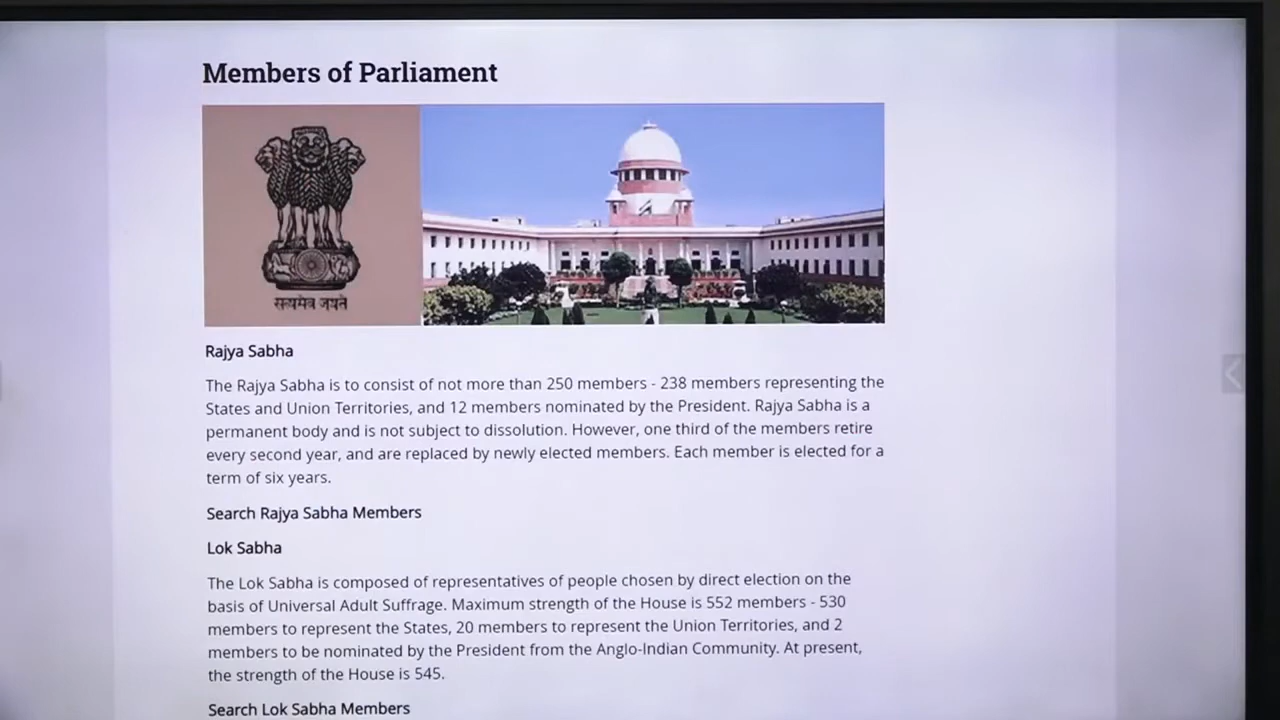 Members of Parliament
सत्यमेव जयते
Rajya Sabha
The Rajya Sabha is to consist of not more than 250 members - 238 members representing the
States and Union Territories, and 12 members nominated by the President. Rajya Sabha is a
permanent body and is not subject to dissolution. However, one third of the members retire
every second year, and are replaced by newly elected members. Each member is elected for a
term of six years.
Search Rajya Sabha Members
Lok Sabha
The Lok Sabha is composed of representatives of people chosen by direct election on the
basis of Universal Adult Suffrage. Maximum strength of the House is 552 members - 530
members to represent the States, 20 members to represent the Union Territories, and 2
members to be nominated by the President from the Anglo-Indian Community. At present,
the strength of the House is 545.
Search Lok Sabha Members